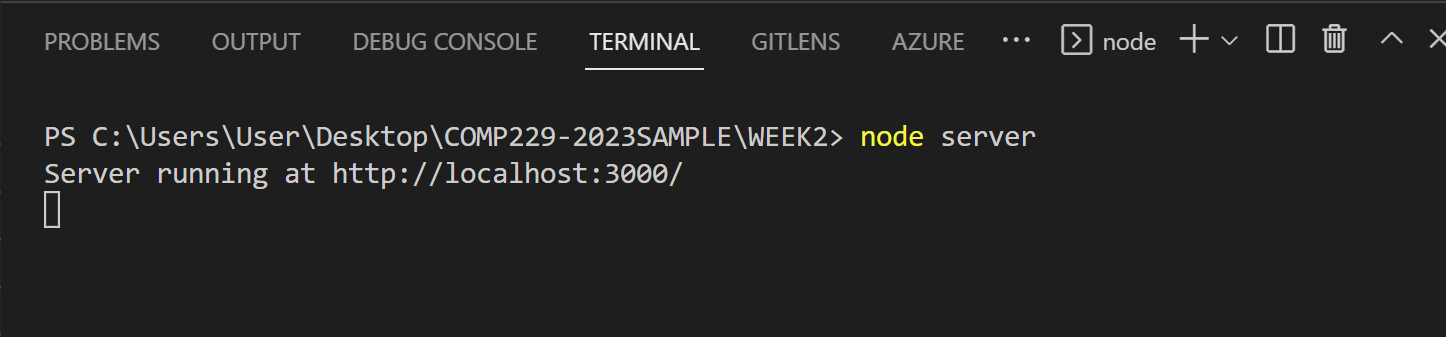 PROBLEMS OUTPUT DEBUG CONSOLE TERMINAL GITLENS AZURE ··· node
PS C:\Users\User\Desktop\COMP229-2023SAMPLE\WEEK2> node server
Server running at http://localhost:3000/